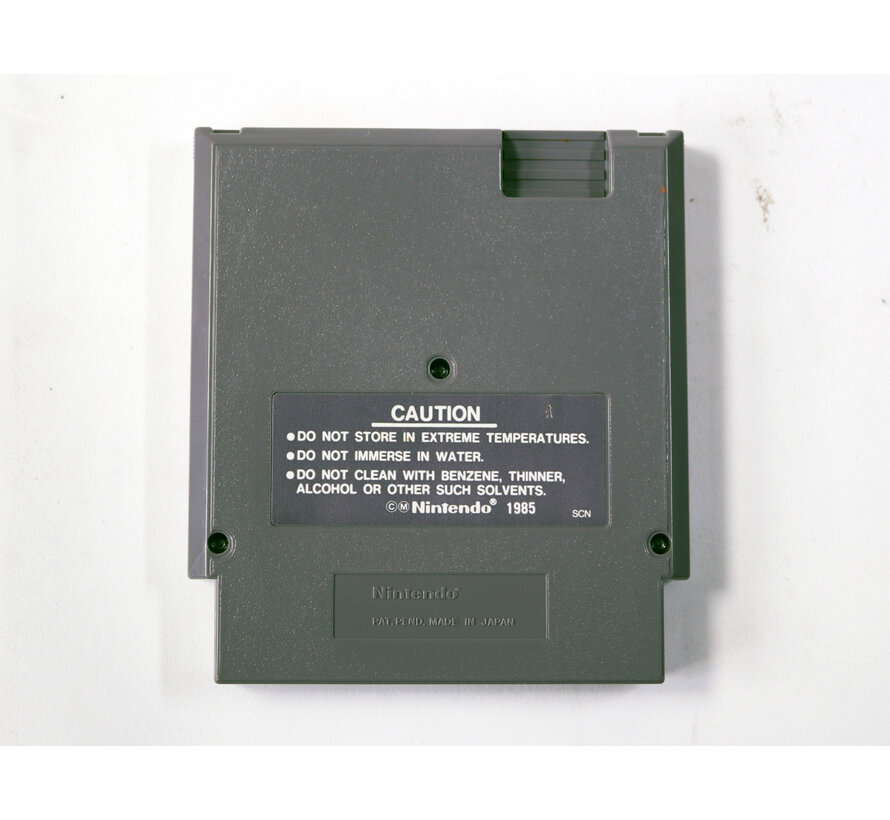 CAUTION
●DO NOT STORE IN EXTREME TEMPERATURES.
●DO NOT IMMERSE IN WATER.
●DO NOT CLEAN WITH BENZENE, THINNER,
ALCOHOL OR OTHER SUCH SOLVENTS.
ⒸⓂNintendo® 1985 SCN
Nintendo®
PAT. PEND. MADE IN JAPAN